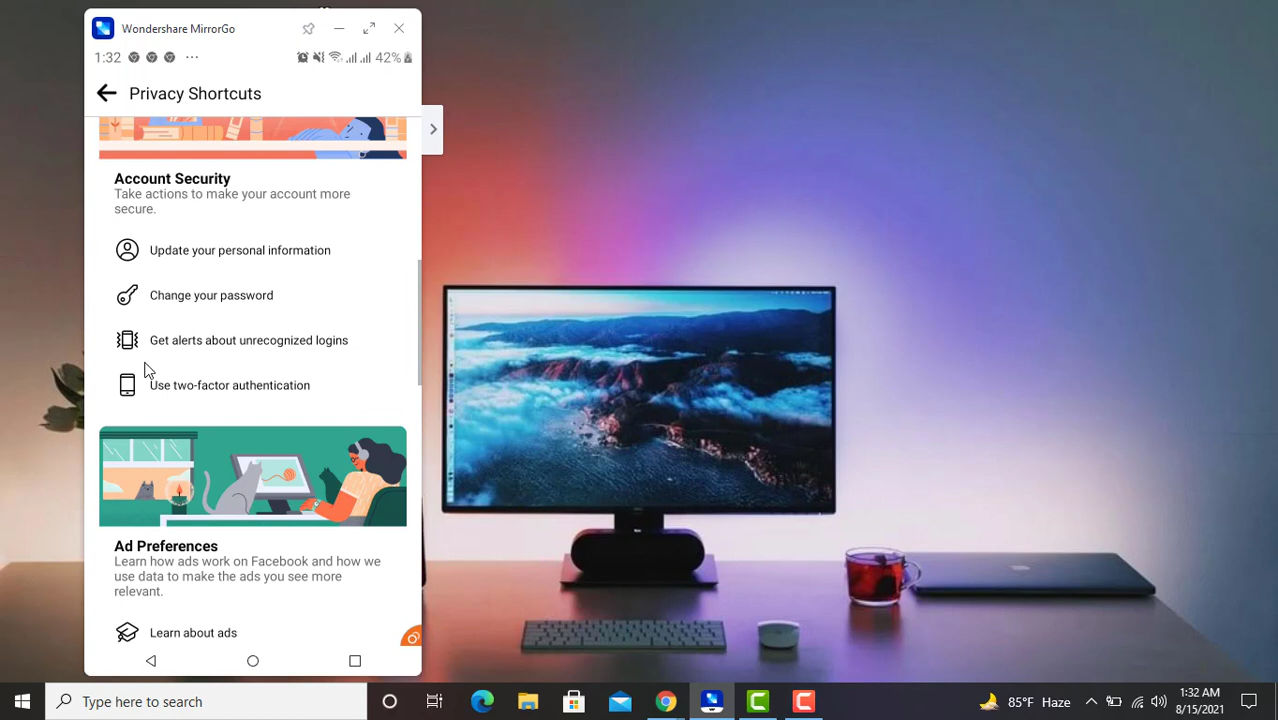 Wondershare MirrorGo
1:32 ... 42%
Privacy Shortcuts
Account Security
Take actions to make your account more
secure.
Update your personal information
Change your password
Get alerts about unrecognized logins
Use two-factor authentication
Ad Preferences
Learn how ads work on Facebook and how we
use data to make the ads you see more
relevant.
Learn about ads
Type here to search
85°F Haze
1:32 AM
8/15/2021